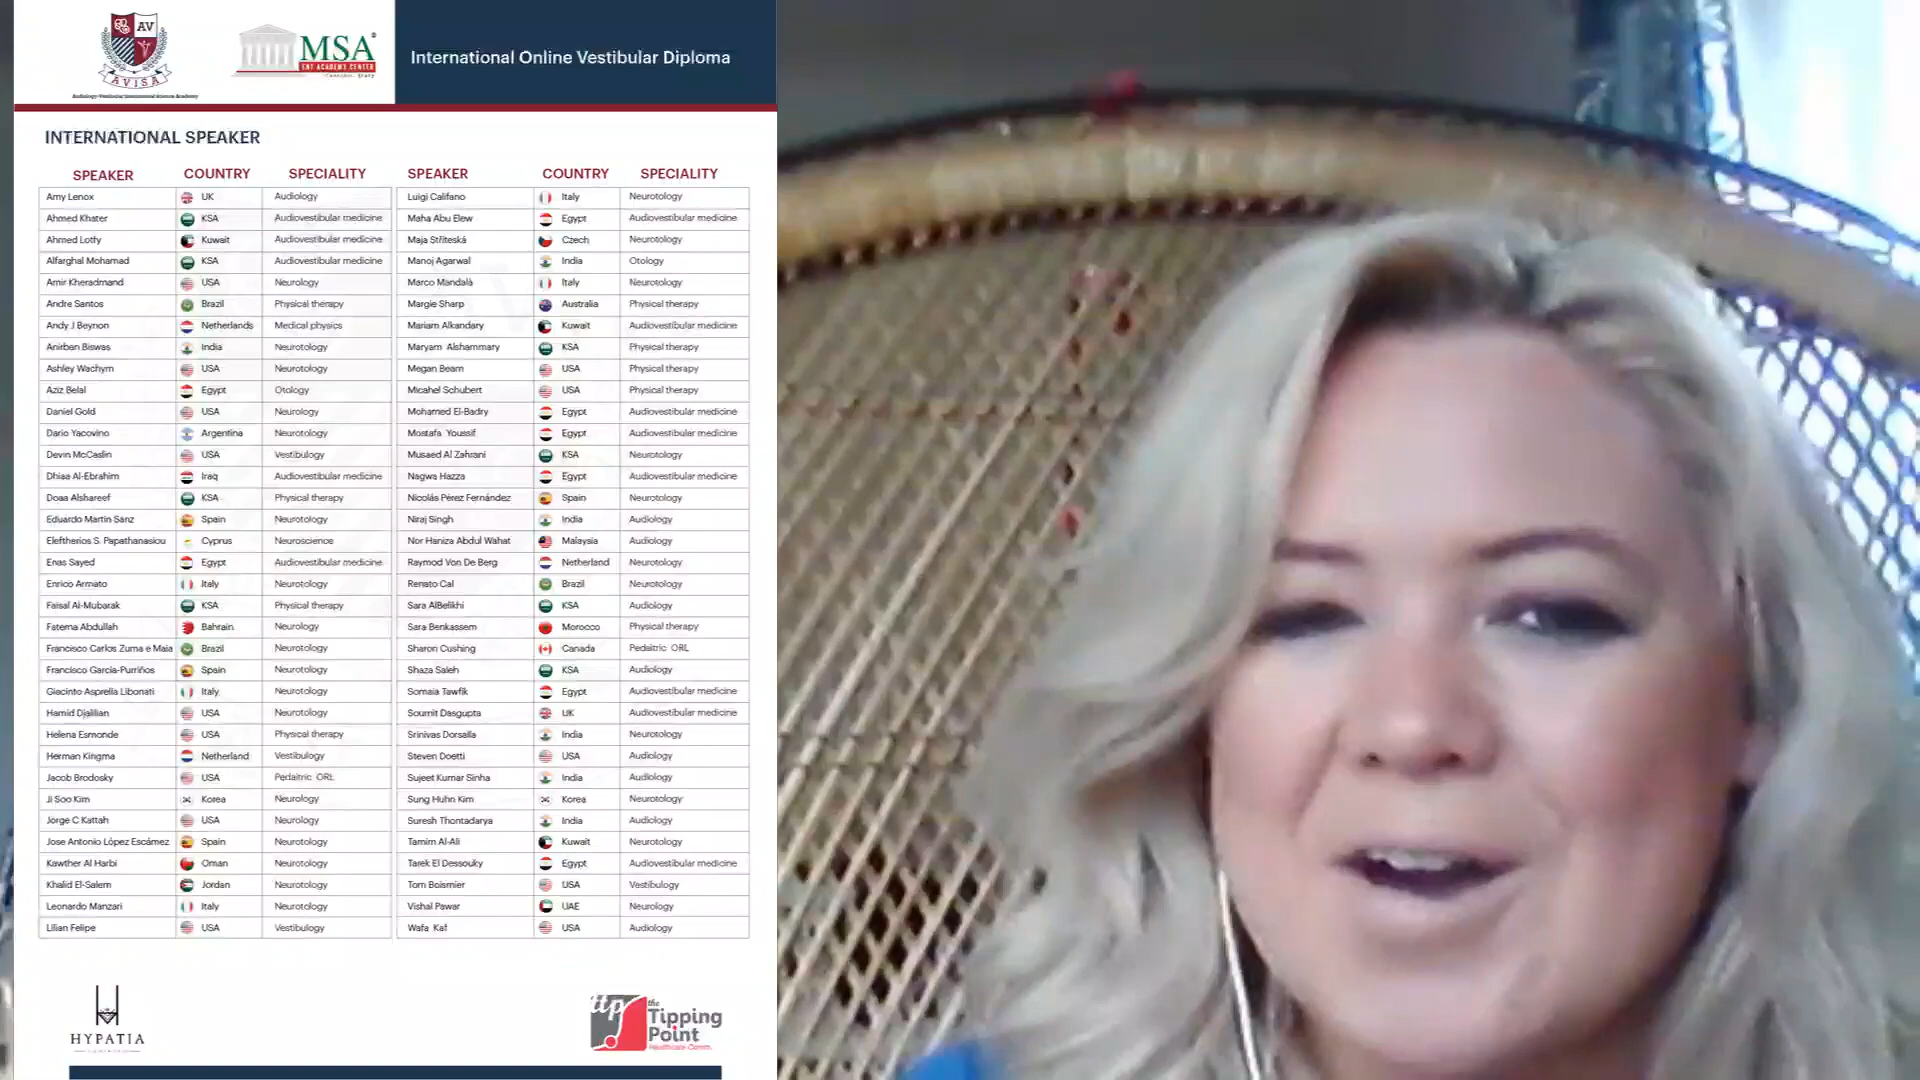 AV
AVISA
Audiology-Vestibular International Science Academy
MSA
ENT ACADEMY CENTER
Cassino, Italy
International Online Vestibular Diploma
INTERNATIONAL SPEAKER
SPEAKER COUNTRY SPECIALITY SPEAKER COUNTRY SPECIALITY
Amy Lenox UK Audiology Luigi Califano Italy Neurotology
Ahmed Khater KSA Audiovestibular medicine Maha Abu Elew Egypt Audiovestibular medicine
Ahmed Lotfy Kuwait Audiovestibular medicine Maja Stříteská Czech Neurotology
Alfarghal Mohamad KSA Audiovestibular medicine Manoj Agarwal India Otology
Amir Kheradmand USA Neurology Marco Mandalà Italy Neurotology
Andre Santos Brazil Physical therapy Margie Sharp Australia Physical therapy
Andy J Beynon Netherlands Medical physics Mariam Alkandary Kuwait Audiovestibular medicine
Anirban Biswas India Neurotology Maryam Alshammary KSA Physical therapy
Ashley Wachym USA Neurotology Megan Beam USA Physical therapy
Aziz Belal Egypt Otology Micahel Schubert USA Physical therapy
Daniel Gold USA Neurology Mohamed El-Badry Egypt Audiovestibular medicine
Dario Yacovino Argentina Neurotology Mostafa Youssif Egypt Audiovestibular medicine
Devin McCaslin USA Vestibulogy Musaed Al Zahrani KSA Neurotology
Dhiaa Al-Ebrahim Iraq Audiovestibular medicine Nagwa Hazza Egypt Audiovestibular medicine
Doaa Alshareef KSA Physical therapy Nicolás Pérez Fernández Spain Neurotology
Eduardo Martin Sanz Spain Neurotology Niraj Singh India Audiology
Eleftherios S. Papathanasiou Cyprus Neuroscience Nor Haniza Abdul Wahat Malaysia Audiology
Enas Sayed Egypt Audiovestibular medicine Raymod Von De Berg Netherland Neurotology
Enrico Armato Italy Neurotology Renato Cal Brazil Neurotology
Faisal Al-Mubarak KSA Physical therapy Sara AlBelikhi KSA Audiology
Fatema Abdullah Bahrain Neurology Sara Benkassem Morocco Physical therapy
Francisco Carlos Zuma e Maia Brazil Neurotology Sharon Cushing Canada Pediatric ORL
Francisco García-Purriños Spain Neurotology Shaza Saleh KSA Audiology
Giacinto Asprella Libonati Italy Neurotology Somaia Tawfik Egypt Audiovestibular medicine
Hamid Djalilian USA Neurotology Soumit Dasgupta UK Audiovestibular medicine
Helena Esmonde USA Physical therapy Srinivas Dorsalla India Neurotology
Herman Kingma Netherland Vestibulogy Steven Doetti USA Audiology
Jacob Brodosky USA Pedaitric ORL Sujeet Kumar Sinha India Audiology
Ji Soo Kim Korea Neurology Sung Huhn Kim Korea Neurotology
Jorge C Kattah USA Neurology Suresh Thontadarya India Audiology
Jose Antonio López Escámez Spain Neurotology Tamim Al-Ali Kuwait Neurotology
Kawther Al Harbi Oman Neurotology Tarek El Dessouky Egypt Audiovestibular medicine
Khalid El-Salem Jordan Neurotology Tom Boismier USA Vestibulogy
Leonardo Manzari Italy Neurotology Vishal Pawar UAE Neurology
Lilian Felipe USA Vestibulogy Wafa Kaf USA Audiology
HYPATIA
ttp the
Tipping
Point
Healthcare Comm.